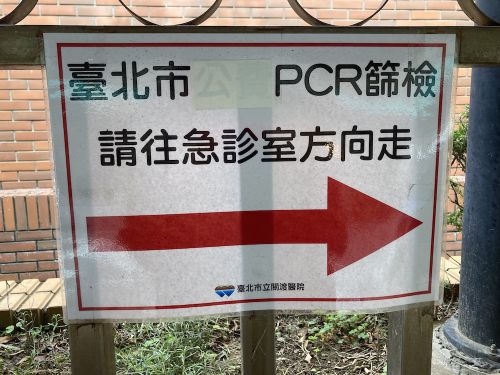 臺北市公 PCR篩檢
請往急診室方向走
臺北市立關渡醫院